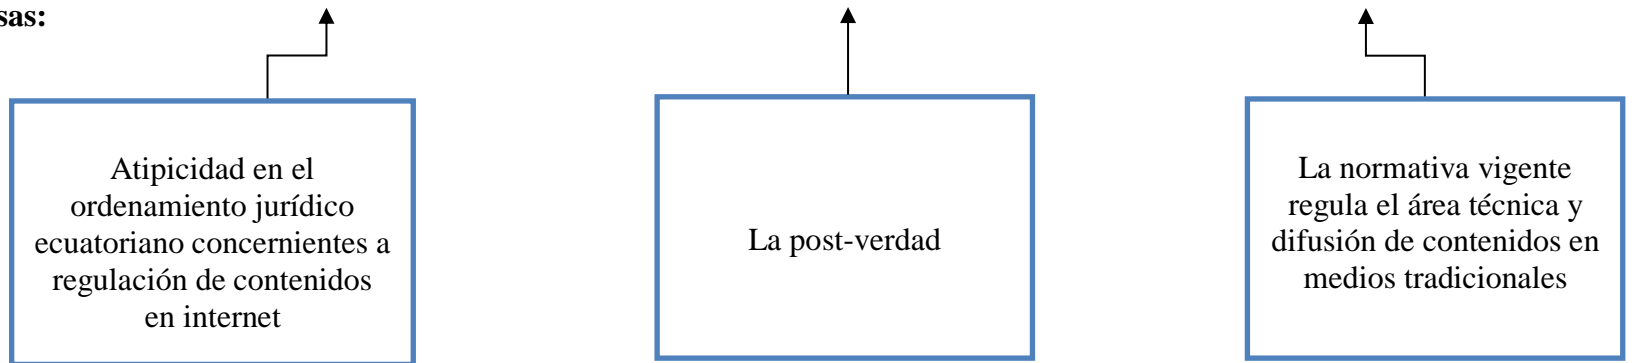 sas:
Atipicidad en el
ordenamiento jurídico
ecuatoriano concernientes a
regulación de contenidos
en internet
La post-verdad
La normativa vigente
regula el área técnica y
difusión de contenidos en
medios tradicionales